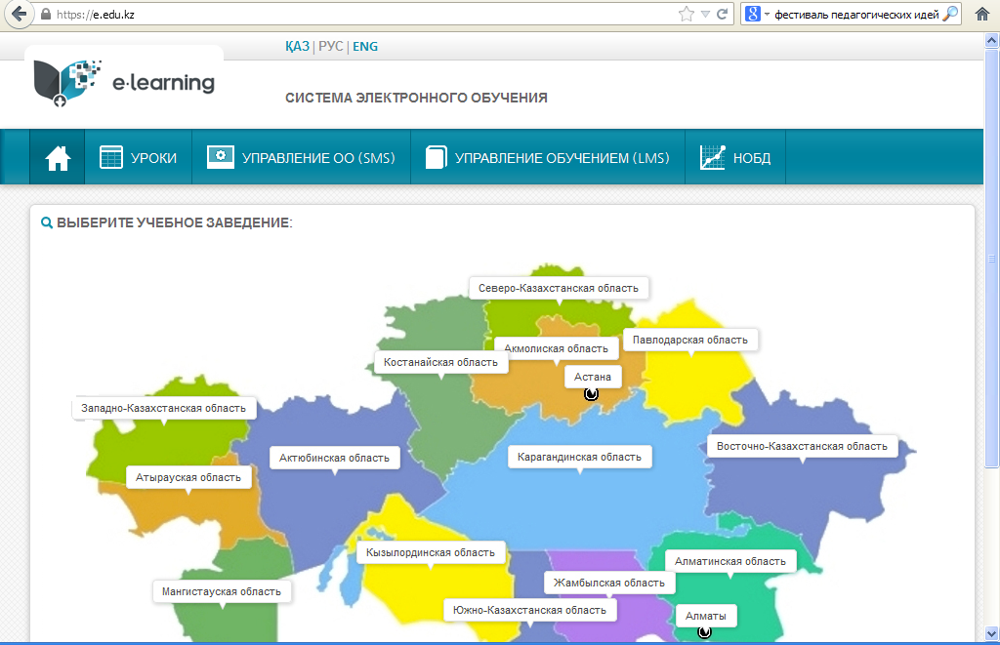 https://e.edu.kz
фестиваль педагогических идей
ҚАЗ | РУС | ENG
e-learning
СИСТЕМА ЭЛЕКТРОННОГО ОБУЧЕНИЯ
УРОКИ
УПРАВЛЕНИЕ ОО (SMS)
УПРАВЛЕНИЕ ОБУЧЕНИЕМ (LMS)
НОБД
ВЫБЕРИТЕ УЧЕБНОЕ ЗАВЕДЕНИЕ:
Северо-Казахстанская область
Павлодарская область
Акмолиская область
Костанайская область
Астана
Западно-Казахстанская область
Восточно-Казахстанская область
Актюбинская область
Карагандинская область
Атырауская область
Кызылординская область
Алматинская область
Жамбылская область
Мангистауская область
Южно-Казахстанская область
Алматы